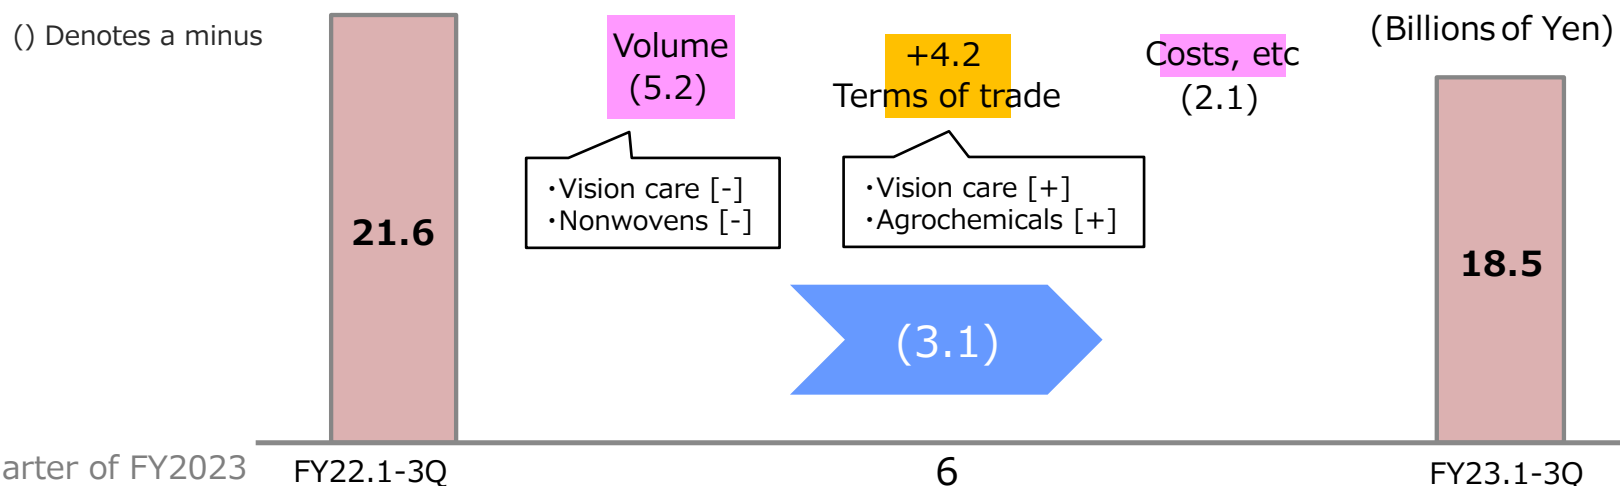 () Denotes a minus
(Billions of Yen)
Volume
(5.2)
+4.2
Terms of trade
Costs, etc
(2.1)
・Vision care [-]
・Nonwovens [-]
・Vision care [+]
・Agrochemicals [+]
21.6
18.5
(3.1)
arter of FY2023
FY22.1-3Q
6
FY23.1-3Q